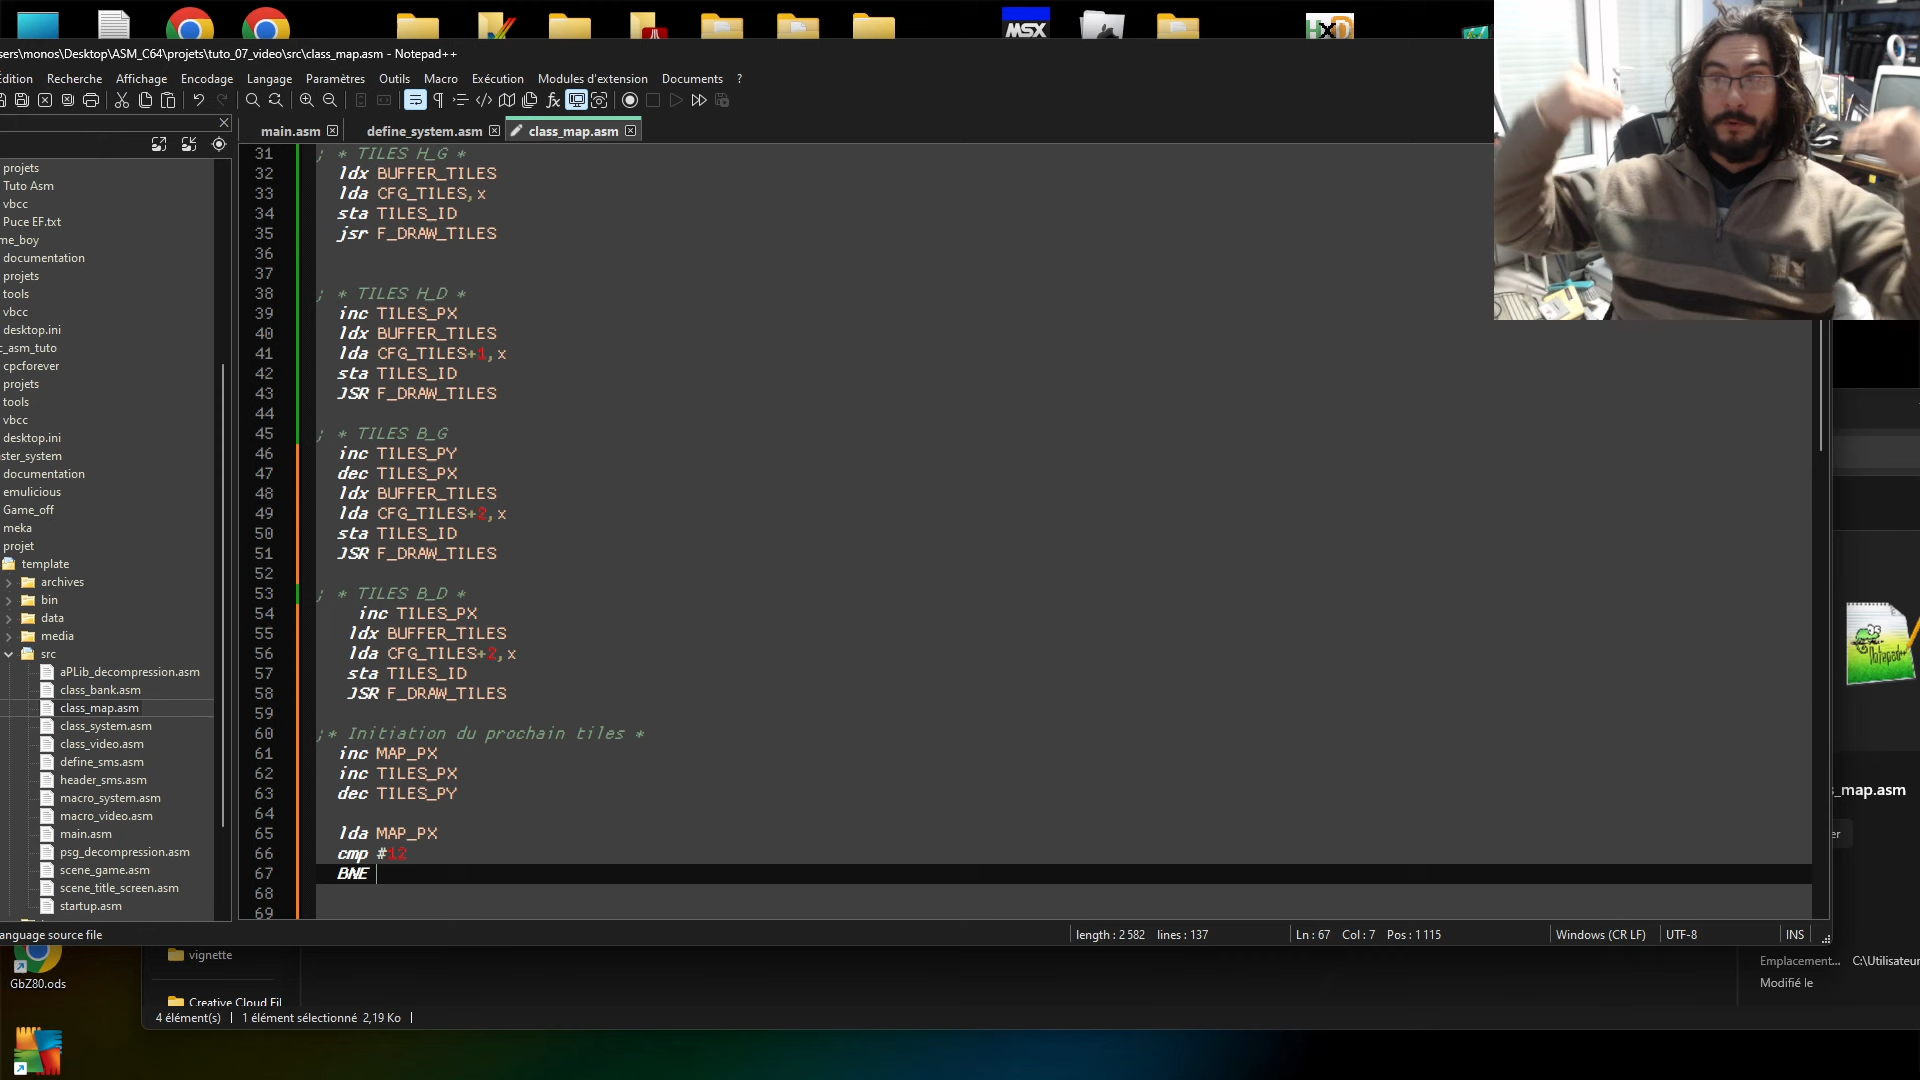 MSX
HxD
sers\monos\Desktop\ASM_C64\projets\tuto_07_video\src\class_map.asm - Notepad++
Édition Recherche Affichage Encodage Langage Paramètres Outils Macro Exécution Modules d'extension Documents ?
main.asm
define_system.asm
class_map.asm
projets
Tuto Asm
vbcc
Puce EF.txt
me_boy
documentation
projets
tools
vbcc
desktop.ini
c_asm_tuto
cpcforever
projets
tools
vbcc
desktop.ini
ster_system
documentation
emulicious
Game_off
meka
projet
template
archives
bin
data
media
src
aPLib_decompression.asm
class_bank.asm
class_map.asm
class_system.asm
class_video.asm
define_sms.asm
header_sms.asm
macro_system.asm
macro_video.asm
main.asm
psg_decompression.asm
scene_game.asm
scene_title_screen.asm
startup.asm
31 ; * TILES H_G *
32 ldx BUFFER_TILES
33 lda CFG_TILES,x
34 sta TILES_ID
35 jsr F_DRAW_TILES
36
37
38 ; * TILES H_D *
39 inc TILES_PX
40 ldx BUFFER_TILES
41 lda CFG_TILES+1,x
42 sta TILES_ID
43 JSR F_DRAW_TILES
44
45 ; * TILES B_G
46 inc TILES_PY
47 dec TILES_PX
48 ldx BUFFER_TILES
49 lda CFG_TILES+2,x
50 sta TILES_ID
51 JSR F_DRAW_TILES
52
53 ; * TILES B_D *
54 inc TILES_PX
55 ldx BUFFER_TILES
56 lda CFG_TILES+2,x
57 sta TILES_ID
58 JSR F_DRAW_TILES
59
60 ;* Initiation du prochain tiles *
61 inc MAP_PX
62 inc TILES_PX
63 dec TILES_PY
64
65 lda MAP_PX
66 cmp #12
67 BNE
68
69
anguage source file
length : 2 582 lines : 137
Ln : 67 Col : 7 Pos : 1 115
Windows (CR LF)
UTF-8
INS
Notepad++
s_map.asm
er
Emplacement... C:\Utilisateur
Modifié le
vignette
Creative Cloud Fil
4 élément(s) 1 élément sélectionné 2,19 Ko
GbZ80.ods